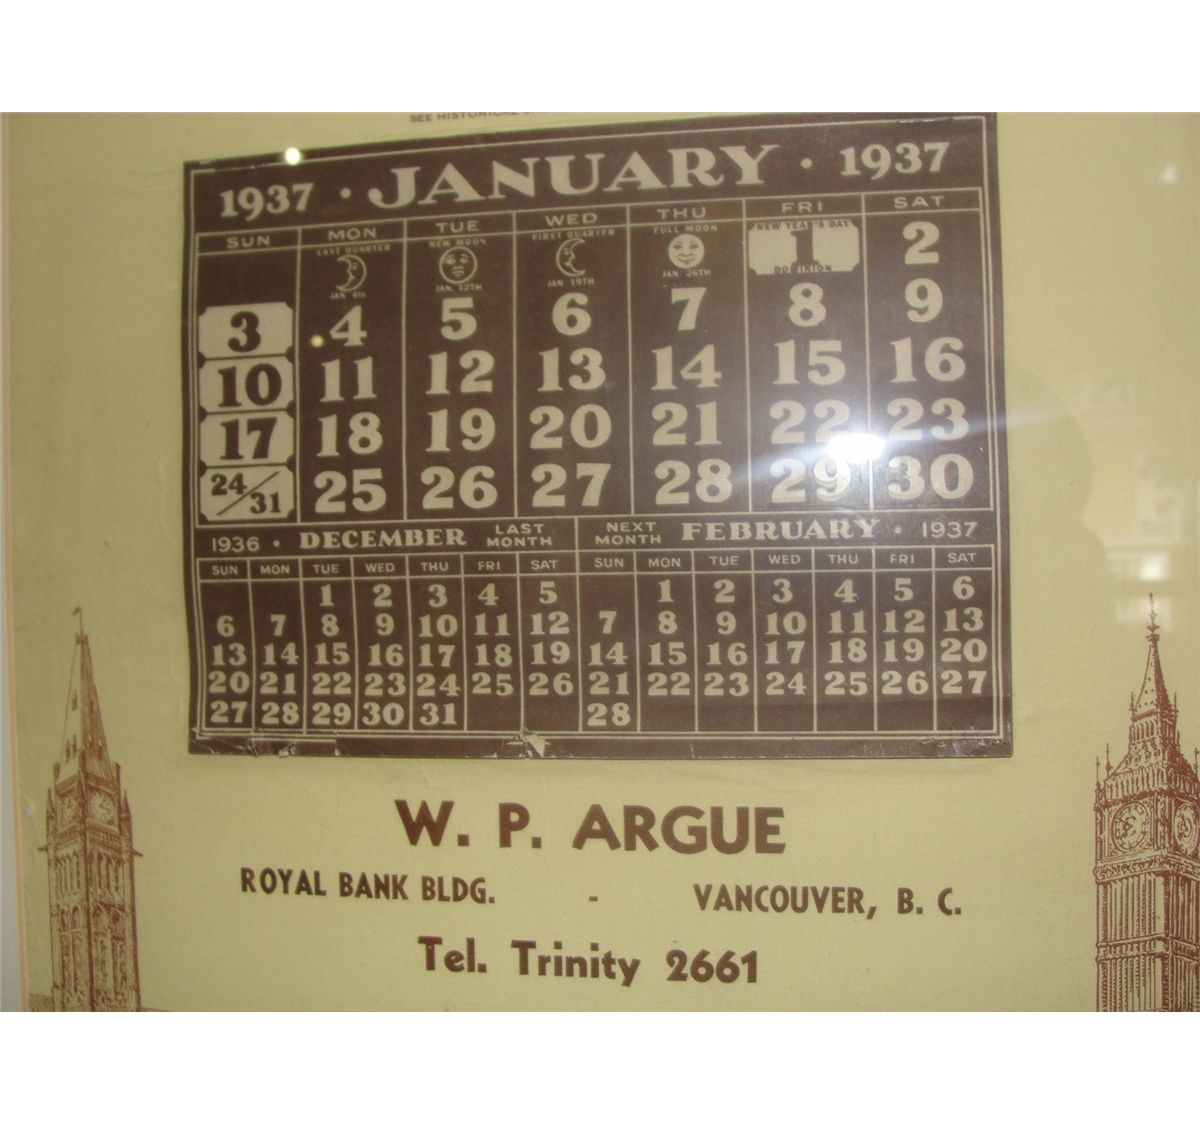 SEE HISTORICAL
1937 · JANUARY · 1937
SUN MON TUE WED THU FRI SAT
LAST QUARTER JAN. 4th NEW MOON JAN. 12TH FIRST QUARTER JAN 19TH FULL MOON JAN. 26TH NEW YEAR'S DAY 1 DOMINION 2
3 4 5 6 7 8 9
10 11 12 13 14 15 16
17 18 19 20 21 22 23
24/31 25 26 27 28 29 30
1936 · DECEMBER LAST MONTH
SUN MON TUE WED THU FRI SAT
1 2 3 4 5
6 7 8 9 10 11 12
13 14 15 16 17 18 19
20 21 22 23 24 25 26
27 28 29 30 31
NEXT MONTH FEBRUARY · 1937
SUN MON TUE WED THU FRI SAT
1 2 3 4 5 6
7 8 9 10 11 12 13
14 15 16 17 18 19 20
21 22 23 24 25 26 27
28
W. P. ARGUE
ROYAL BANK BLDG. - VANCOUVER, B. C.
Tel. Trinity 2661